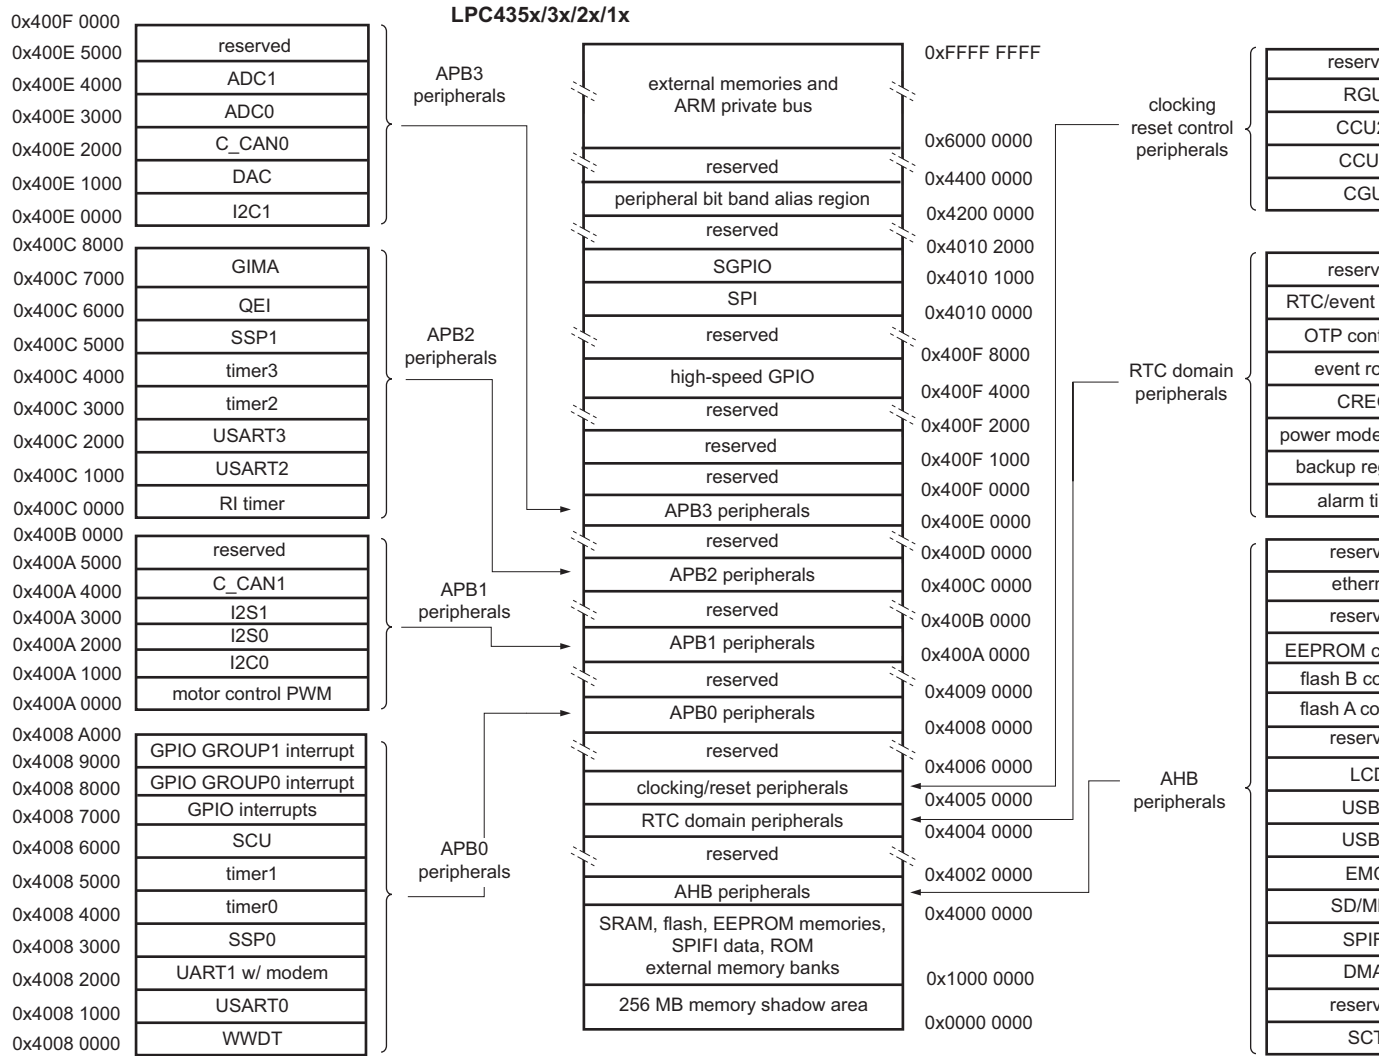 LPC435x/3x/2x/1x
0x400F 0000
reserved
0x400E 5000
ADC1
0x400E 4000
ADC0
0x400E 3000
C_CAN0
0x400E 2000
DAC
0x400E 1000
I2C1
0x400E 0000
APB3
peripherals
0x400C 8000
GIMA
0x400C 7000
QEI
0x400C 6000
SSP1
0x400C 5000
timer3
0x400C 4000
timer2
0x400C 3000
USART3
0x400C 2000
USART2
0x400C 1000
RI timer
0x400C 0000
APB2
peripherals
0x400B 0000
reserved
0x400A 5000
C_CAN1
0x400A 4000
I2S1
0x400A 3000
I2S0
0x400A 2000
I2C0
0x400A 1000
motor control PWM
0x400A 0000
APB1
peripherals
0x4008 A000
GPIO GROUP1 interrupt
0x4008 9000
GPIO GROUP0 interrupt
0x4008 8000
GPIO interrupts
0x4008 7000
SCU
0x4008 6000
timer1
0x4008 5000
timer0
0x4008 4000
SSP0
0x4008 3000
UART1 w/ modem
0x4008 2000
USART0
0x4008 1000
WWDT
0x4008 0000
APB0
peripherals
0xFFFF FFFF
external memories and
ARM private bus
0x6000 0000
reserved
0x4400 0000
peripheral bit band alias region
0x4200 0000
reserved
0x4010 2000
SGPIO
0x4010 1000
SPI
0x4010 0000
reserved
0x400F 8000
high-speed GPIO
0x400F 4000
reserved
0x400F 2000
reserved
0x400F 1000
reserved
0x400F 0000
APB3 peripherals
0x400E 0000
reserved
0x400D 0000
APB2 peripherals
0x400C 0000
reserved
0x400B 0000
APB1 peripherals
0x400A 0000
reserved
0x4009 0000
APB0 peripherals
0x4008 0000
reserved
0x4006 0000
clocking/reset peripherals
0x4005 0000
RTC domain peripherals
0x4004 0000
reserved
0x4002 0000
AHB peripherals
0x4000 0000
SRAM, flash, EEPROM memories,
SPIFI data, ROM
external memory banks
0x1000 0000
256 MB memory shadow area
0x0000 0000
clocking
reset control
peripherals
RTC domain
peripherals
RTC/event
event
power mode
backup
alarm
AHB
peripherals
EEPROM
flash B
flash A